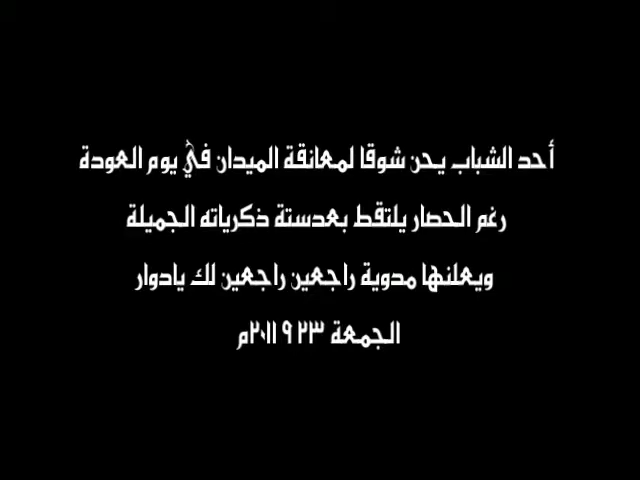 أحد الشباب يحن شوقا لمعانقة الميدان في يوم العودة
رغم الحصار يلتقط بعدستة ذكرياته الجميلة
ويعلنها مدوية راجعين راجعين لك يادوار
الجمعة ٢٣ ٩ ٢٠١١م